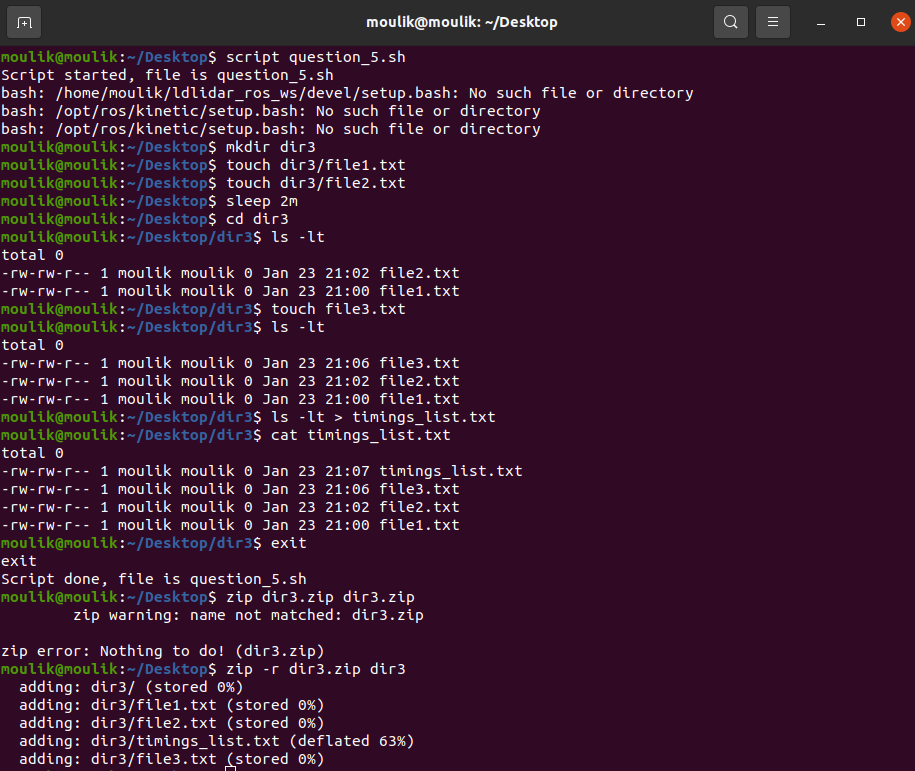 moulik@moulik: ~/Desktop
moulik@moulik:~/Desktop$ script question_5.sh
Script started, file is question_5.sh
bash: /home/moulik/ldlidar_ros_ws/devel/setup.bash: No such file or directory
bash: /opt/ros/kinetic/setup.bash: No such file or directory
bash: /opt/ros/kinetic/setup.bash: No such file or directory
moulik@moulik:~/Desktop$ mkdir dir3
moulik@moulik:~/Desktop$ touch dir3/file1.txt
moulik@moulik:~/Desktop$ touch dir3/file2.txt
moulik@moulik:~/Desktop$ sleep 2m
moulik@moulik:~/Desktop$ cd dir3
moulik@moulik:~/Desktop/dir3$ ls -lt
total 0
-rw-rw-r-- 1 moulik moulik 0 Jan 23 21:02 file2.txt
-rw-rw-r-- 1 moulik moulik 0 Jan 23 21:00 file1.txt
moulik@moulik:~/Desktop/dir3$ touch file3.txt
moulik@moulik:~/Desktop/dir3$ ls -lt
total 0
-rw-rw-r-- 1 moulik moulik 0 Jan 23 21:06 file3.txt
-rw-rw-r-- 1 moulik moulik 0 Jan 23 21:02 file2.txt
-rw-rw-r-- 1 moulik moulik 0 Jan 23 21:00 file1.txt
moulik@moulik:~/Desktop/dir3$ ls -lt > timings_list.txt
moulik@moulik:~/Desktop/dir3$ cat timings_list.txt
total 0
-rw-rw-r-- 1 moulik moulik 0 Jan 23 21:07 timings_list.txt
-rw-rw-r-- 1 moulik moulik 0 Jan 23 21:06 file3.txt
-rw-rw-r-- 1 moulik moulik 0 Jan 23 21:02 file2.txt
-rw-rw-r-- 1 moulik moulik 0 Jan 23 21:00 file1.txt
moulik@moulik:~/Desktop/dir3$ exit
exit
Script done, file is question_5.sh
moulik@moulik:~/Desktop$ zip dir3.zip dir3.zip
        zip warning: name not matched: dir3.zip

zip error: Nothing to do! (dir3.zip)
moulik@moulik:~/Desktop$ zip -r dir3.zip dir3
  adding: dir3/ (stored 0%)
  adding: dir3/file1.txt (stored 0%)
  adding: dir3/file2.txt (stored 0%)
  adding: dir3/timings_list.txt (deflated 63%)
  adding: dir3/file3.txt (stored 0%)